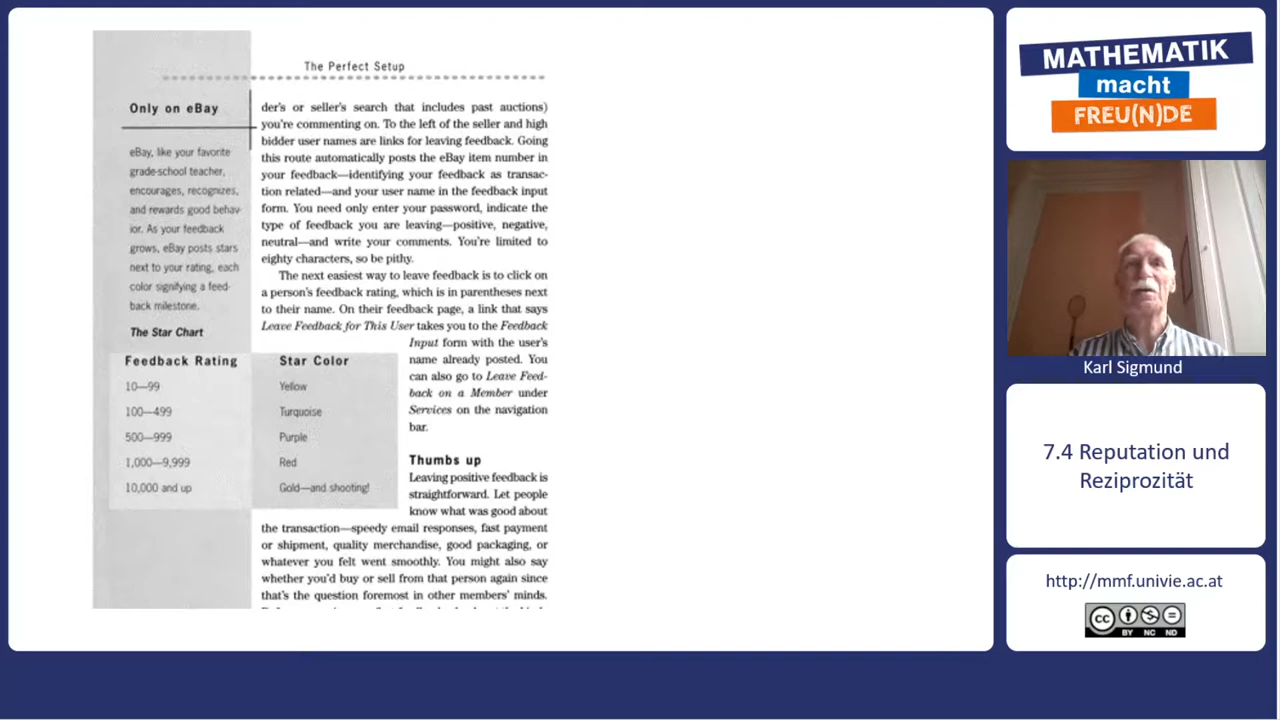 The Perfect Setup
Only on eBay
eBay, like your favorite
grade-school teacher,
encourages, recognizes,
and rewards good behav-
ior. As your feedback
grows, eBay posts stars
next to your rating, each
color signifying a feed-
back milestone.
The Star Chart
Feedback Rating Star Color
10—99 Yellow
100—499 Turquoise
500—999 Purple
1,000—9,999 Red
10,000 and up Gold—and shooting!
der's or seller's search that includes past auctions)
you're commenting on. To the left of the seller and high
bidder user names are links for leaving feedback. Going
this route automatically posts the eBay item number in
your feedback—identifying your feedback as transac-
tion related—and your user name in the feedback input
form. You need only enter your password, indicate the
type of feedback you are leaving—positive, negative,
neutral—and write your comments. You're limited to
eighty characters, so be pithy.
The next easiest way to leave feedback is to click on
a person's feedback rating, which is in parentheses next
to their name. On their feedback page, a link that says
Leave Feedback for This User takes you to the Feedback
Input form with the user's
name already posted. You
can also go to Leave Feed-
back on a Member under
Services on the navigation
bar.
Thumbs up
Leaving positive feedback is
straightforward. Let people
know what was good about
the transaction—speedy email responses, fast payment
or shipment, quality merchandise, good packaging, or
whatever you felt went smoothly. You might also say
whether you'd buy or sell from that person again since
that's the question foremost in other members' minds.
MATHEMATIK
macht
FREU(N)DE
Karl Sigmund
7.4 Reputation und
Reziprozität
http://mmf.univie.ac.at
CC
BY NC ND